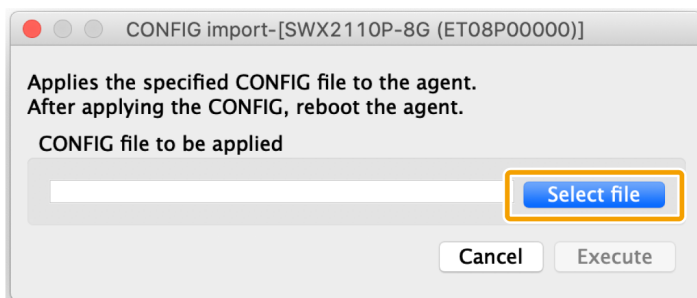 CONFIG import-[SWX2110P-8G (ET08P00000)]
Applies the specified CONFIG file to the agent.
After applying the CONFIG, reboot the agent.
CONFIG file to be applied
Select file
Cancel Execute